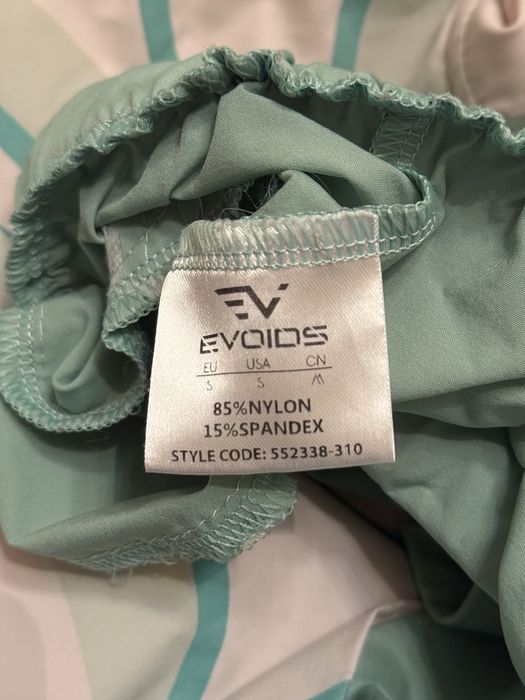 EV
EVOIDS
EU USA CN
S S M
85%NYLON
15%SPANDEX
STYLE CODE: 552338-310